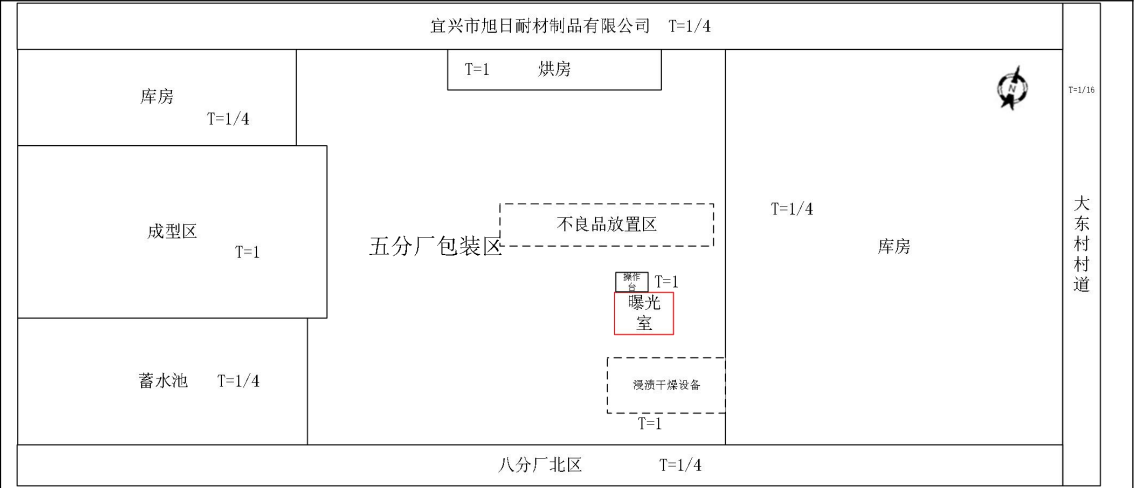 宜兴市旭日耐材制品有限公司 T=1/4
T=1 烘房
库房
T=1/4
N
T=1/16
成型区
T=1
不良品放置区
五分厂包装区
T=1/4
库房
大东村村道
操作
台
T=1
曝光
室
蓄水池 T=1/4
浸渍干燥设备
T=1
八分厂北区 T=1/4